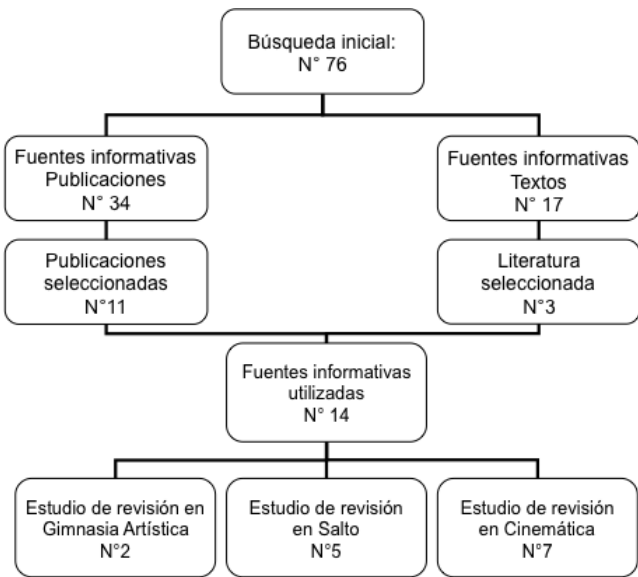 Búsqueda inicial:
N° 76
Fuentes informativas
Publicaciones
N° 34
Fuentes informativas
Textos
N° 17
Publicaciones
seleccionadas
N°11
Literatura
seleccionada
N°3
Fuentes informativas
utilizadas
N° 14
Estudio de revisión en
Gimnasia Artística
N°2
Estudio de revisión
en Salto
N°5
Estudio de revisión
en Cinemática
N°7